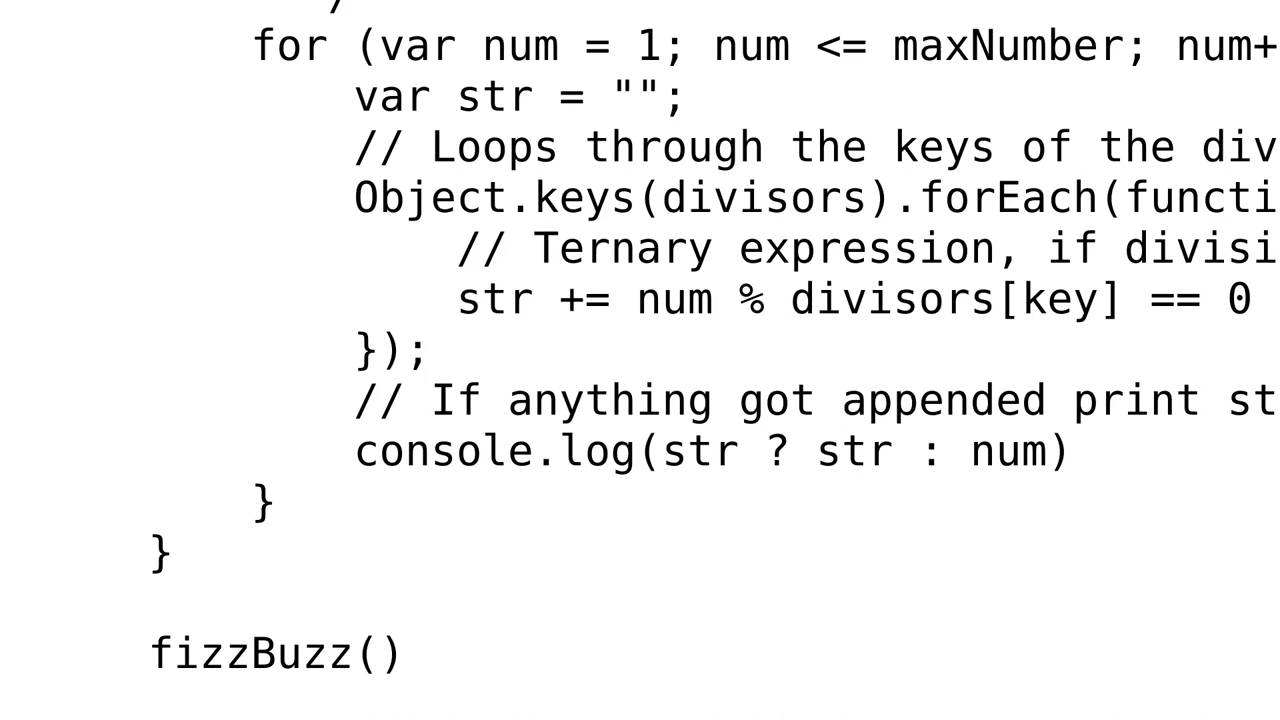 for (var num = 1; num <= maxNumber; num+
var str = "";
// Loops through the keys of the div
Object.keys(divisors).forEach(functi
// Ternary expression, if divisi
str += num % divisors[key] == 0
});
// If anything got appended print st
console.log(str ? str : num)
}
}
fizzBuzz()